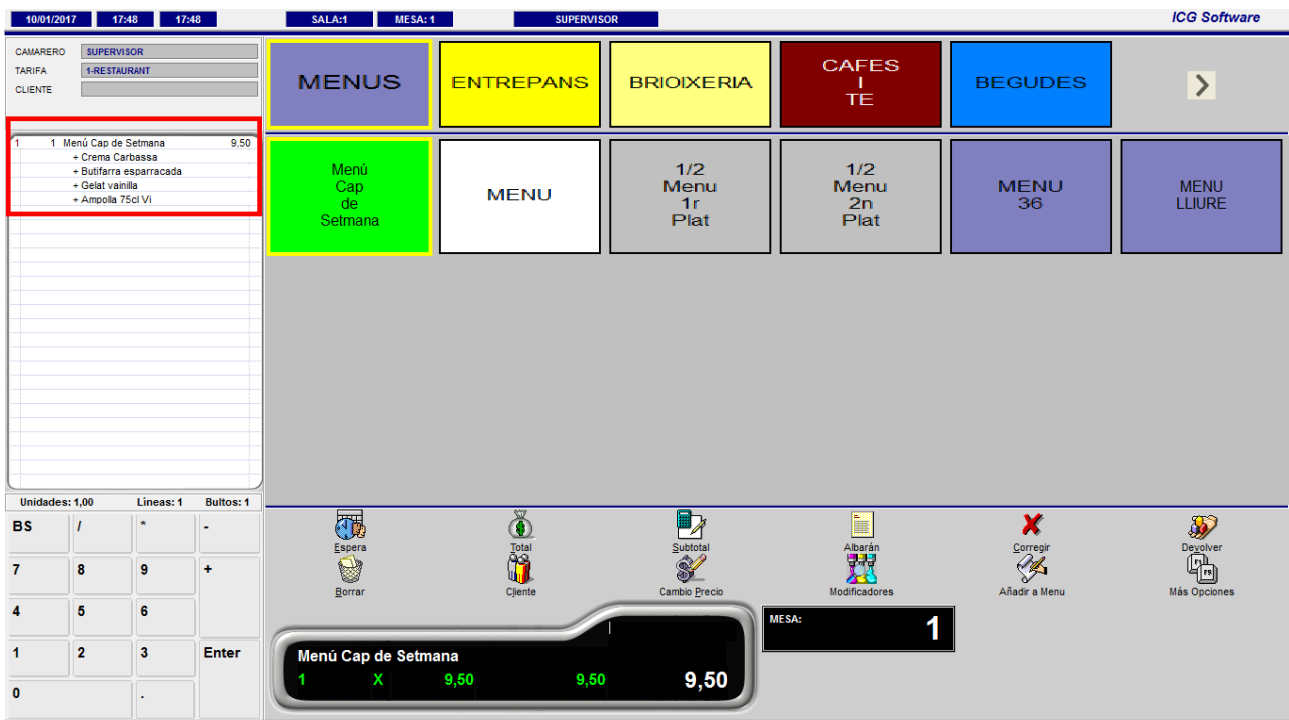 10/01/2017 17:48 17:48 SALA:1 MESA: 1 SUPERVISOR ICG Software
CAMARERO SUPERVISOR
TARIFA 1-RESTAURANT
CLIENTE
1 1 Menú Cap de Setmana 9,50
+ Crema Carbassa
+ Butifarra esparracada
+ Gelat vainilla
+ Ampolla 75cl Vi
Unidades: 1,00 Líneas: 1 Bultos: 1
BS / * -
7 8 9 +
4 5 6
1 2 3 Enter
0 .
MENUS
ENTREPANS
BRIOIXERIA
CAFES
I
TE
BEGUDES
Menú
Cap
de
Setmana
MENU
1/2
Menu
1r
Plat
1/2
Menu
2n
Plat
MENU
36
MENU
LLIURE
Espera Total Subtotal Albarán Corregir Devolver
Borrar Cliente Cambio Precio Modificadores Añadir a Menu Más Opciones
Menú Cap de Setmana
1 X 9,50 9,50 9,50
MESA: 1